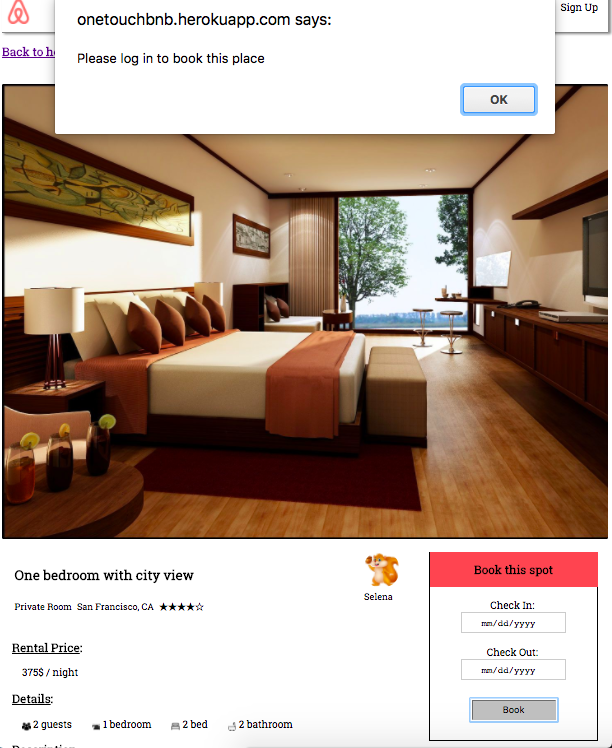 onetouchbnb.herokuapp.com says:
Sign Up
Please log in to book this place
Back to h
OK
One bedroom with city view
Selena
Private Room San Francisco, CA ★★★★☆
Rental Price:
375$ / night
Details:
2 guests 1 bedroom 2 bed 2 bathroom
Book this spot
Check In:
mm/dd/yyyy
Check Out:
mm/dd/yyyy
Book